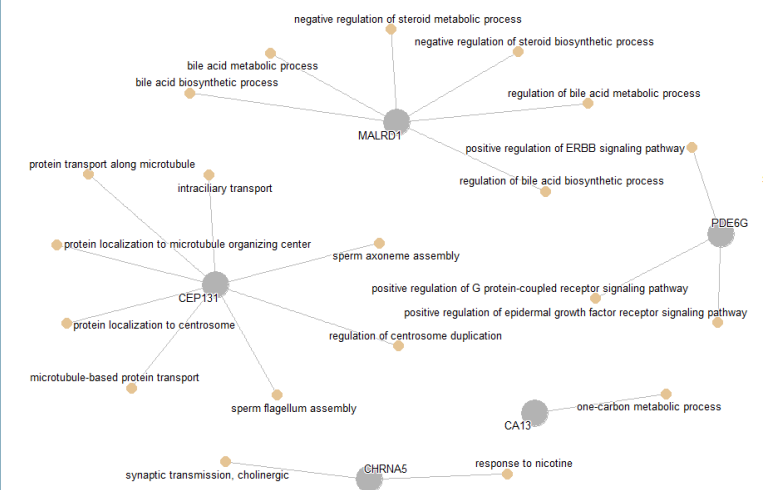 negative regulation of steroid metabolic process
negative regulation of steroid biosynthetic process
bile acid metabolic process
bile acid biosynthetic process
regulation of bile acid metabolic process
MALRD1
positive regulation of ERBB signaling pathway
protein transport along microtubule
intraciliary transport
regulation of bile acid biosynthetic process
PDE6G
protein localization to microtubule organizing center
sperm axoneme assembly
positive regulation of G protein-coupled receptor signaling pathway
CEP131
positive regulation of epidermal growth factor receptor signaling pathway
protein localization to centrosome
regulation of centrosome duplication
microtubule-based protein transport
sperm flagellum assembly
one-carbon metabolic process
CA13
response to nicotine
CHRNA5
synaptic transmission, cholinergic